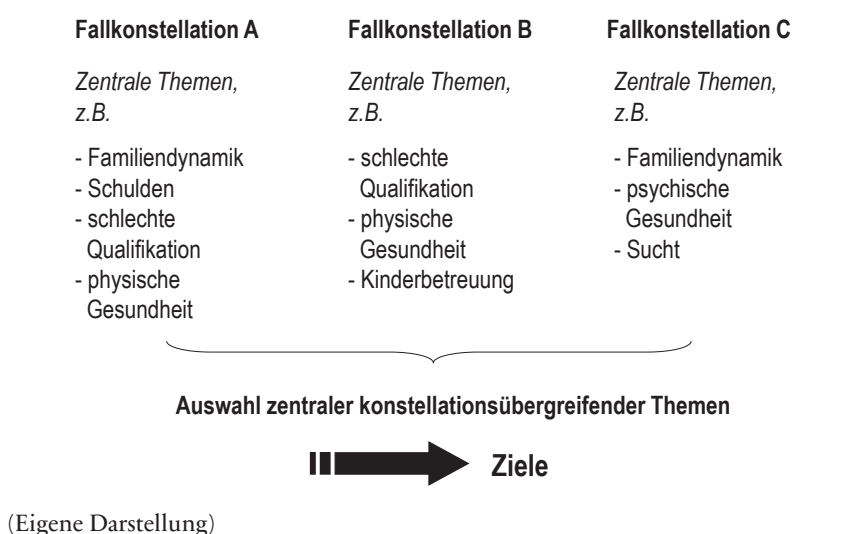 Fallkonstellation A
Zentrale Themen,
z.B.
- Familiendynamik
- Schulden
- schlechte
Qualifikation
- physische
Gesundheit
Fallkonstellation B
Zentrale Themen,
z.B.
- schlechte
Qualifikation
- physische
Gesundheit
- Kinderbetreuung
Fallkonstellation C
Zentrale Themen,
z.B.
- Familiendynamik
- psychische
Gesundheit
- Sucht
Auswahl zentraler konstellationsübergreifender Themen
Ziele
(Eigene Darstellung)